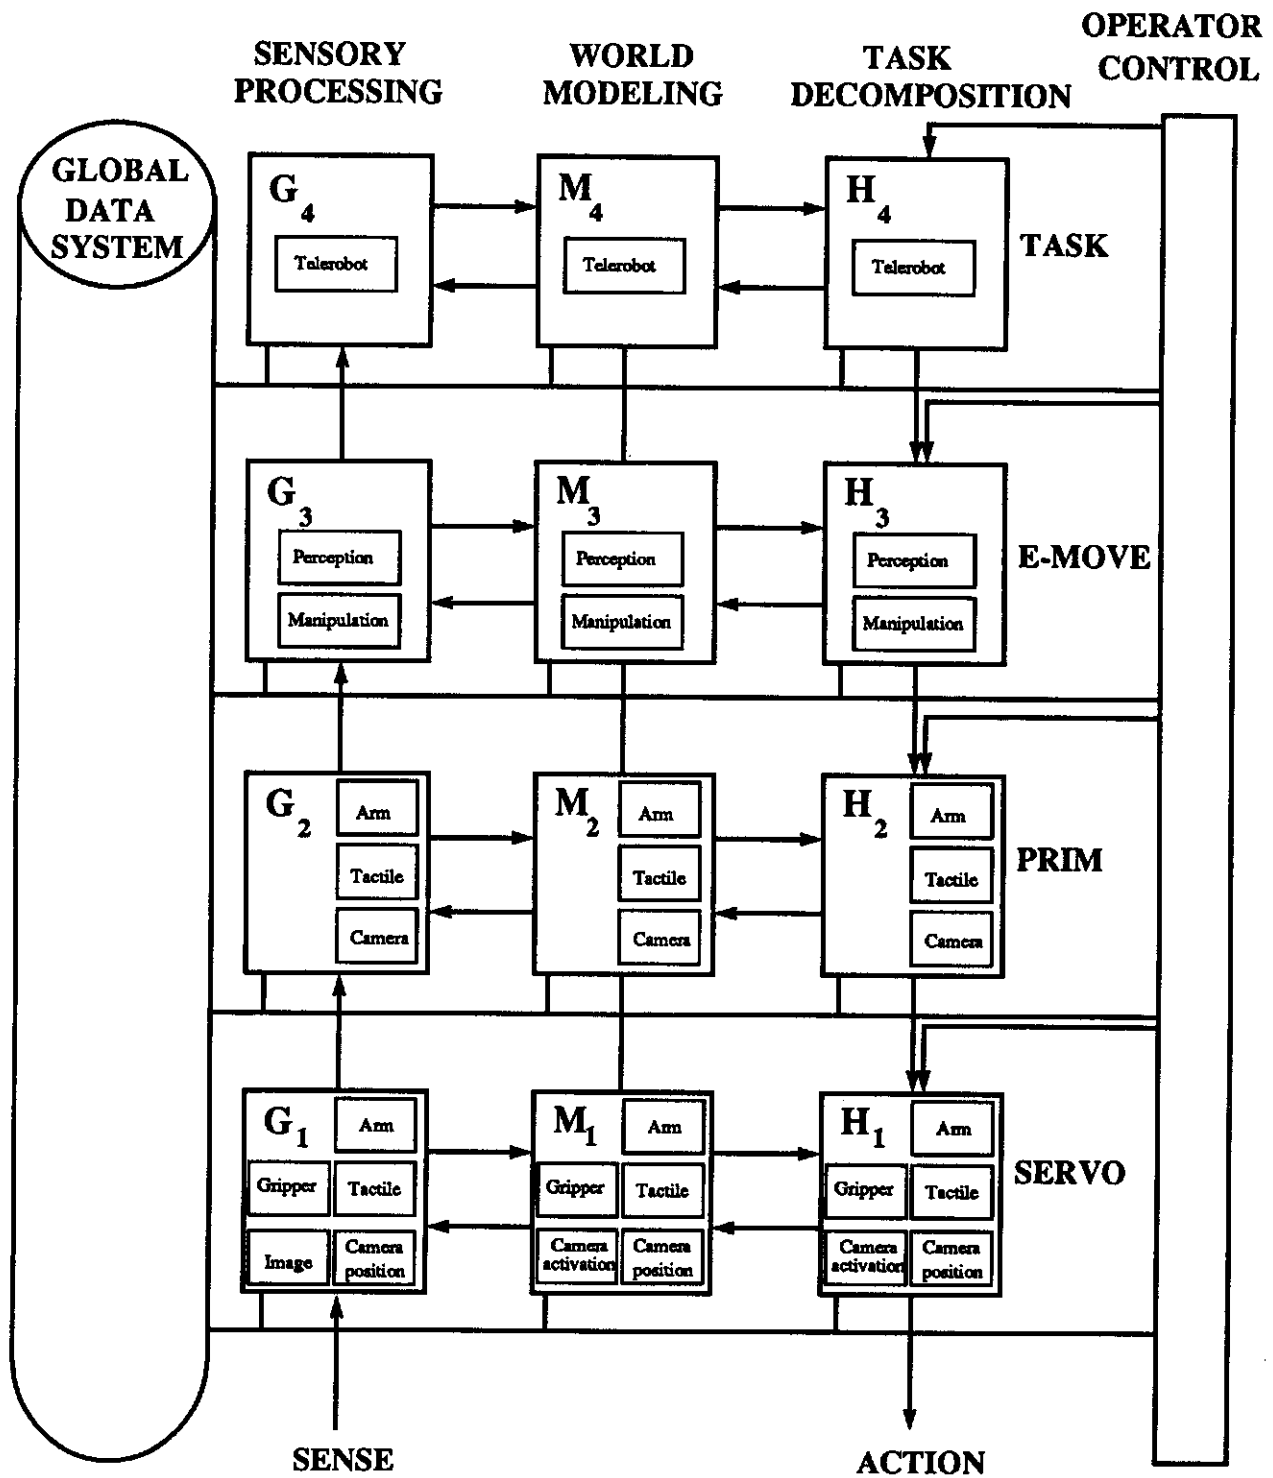 OPERATOR
CONTROL
SENSORY
PROCESSING
WORLD
MODELING
TASK
DECOMPOSITION
GLOBAL
DATA
SYSTEM
G4
Telerobot
M4
Telerobot
H4
Telerobot
TASK
G3
Perception
Manipulation
M3
Perception
Manipulation
H3
Perception
Manipulation
E-MOVE
G2
Arm
Tactile
Camera
M2
Arm
Tactile
Camera
H2
Arm
Tactile
Camera
PRIM
G1
Arm
Gripper
Tactile
Image
Camera
position
M1
Arm
Gripper
Tactile
Camera
activation
Camera
position
H1
Arm
Gripper
Tactile
Camera
activation
Camera
position
SERVO
SENSE
ACTION